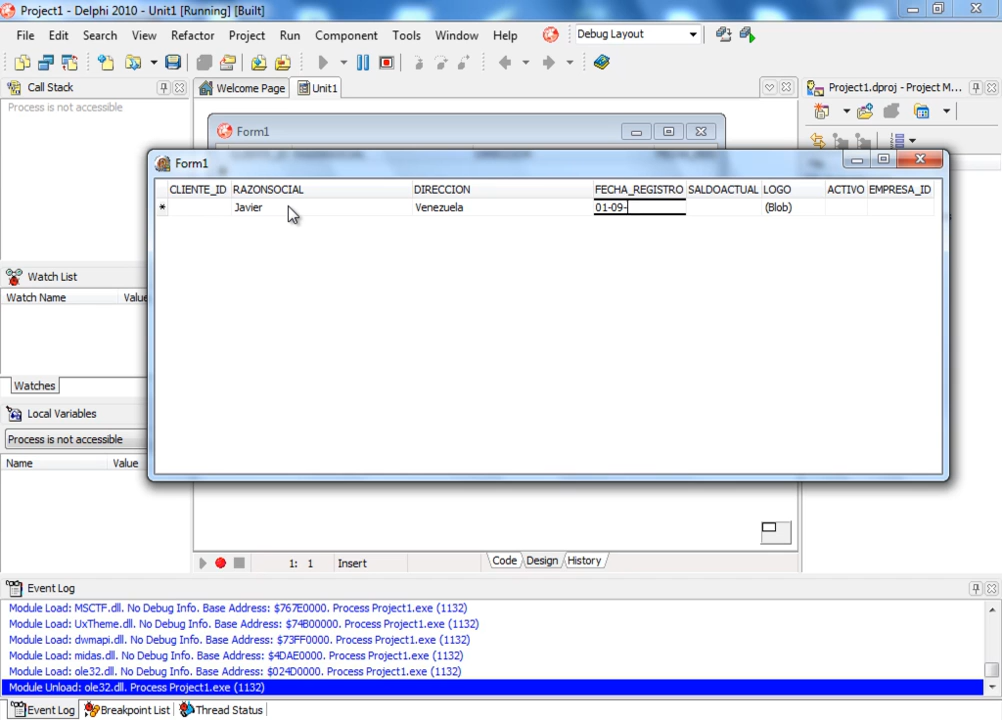 Project1 - Delphi 2010 - Unit1 [Running] [Built]
File Edit Search View Refactor Project Run Component Tools Window Help Debug Layout
Call Stack
Process is not accessible
Welcome Page Unit1
Project1.dproj - Project M...
Form1
Form1
CLIENTE_ID RAZONSOCIAL DIRECCION FECHA_REGISTRO SALDOACTUAL LOGO ACTIVO EMPRESA_ID
* Javier Venezuela 01-09- (Blob)
Watch List
Watch Name Value
Watches
Local Variables
Process is not accessible
Name Value
1: 1 Insert Code Design History
Event Log
Module Load: MSCTF.dll. No Debug Info. Base Address: $767E0000. Process Project1.exe (1132)
Module Load: UxTheme.dll. No Debug Info. Base Address: $74B00000. Process Project1.exe (1132)
Module Load: dwmapi.dll. No Debug Info. Base Address: $73FF0000. Process Project1.exe (1132)
Module Load: midas.dll. No Debug Info. Base Address: $4DAE0000. Process Project1.exe (1132)
Module Load: ole32.dll. No Debug Info. Base Address: $024D0000. Process Project1.exe (1132)
Module Unload: ole32.dll. Process Project1.exe (1132)
Event Log Breakpoint List Thread Status